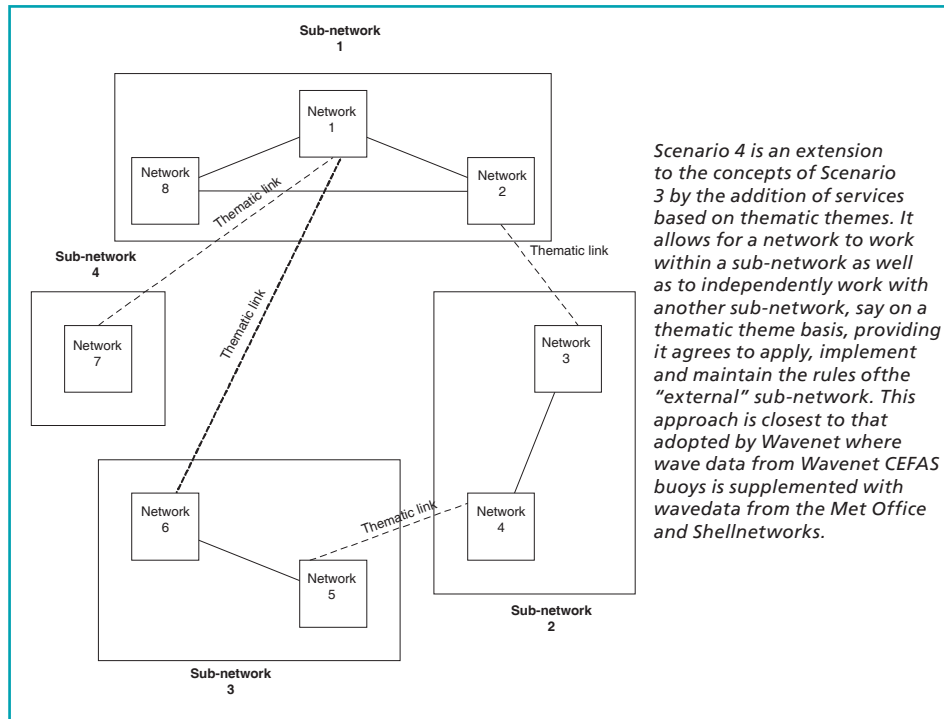 Sub-network
1
Network
1
Network
8
Network
2
Thematic link
Thematic link
Thematic link
Sub-network
4
Network
7
Network
3
Network
6
Thematic link
Network
4
Network
5
Sub-network
2
Sub-network
3
Scenario 4 is an extension
to the concepts of Scenario
3 by the addition of services
based on thematic themes. It
allows for a network to work
within a sub-network as well
as to independently work with
another sub-network, say on a
thematic theme basis, providing
it agrees to apply, implement
and maintain the rules ofthe
“external” sub-network. This
approach is closest to that
adopted by Wavenet where
wave data from Wavenet CEFAS
buoys is supplemented with
wavedata from the Met Office
and Shellnetworks.